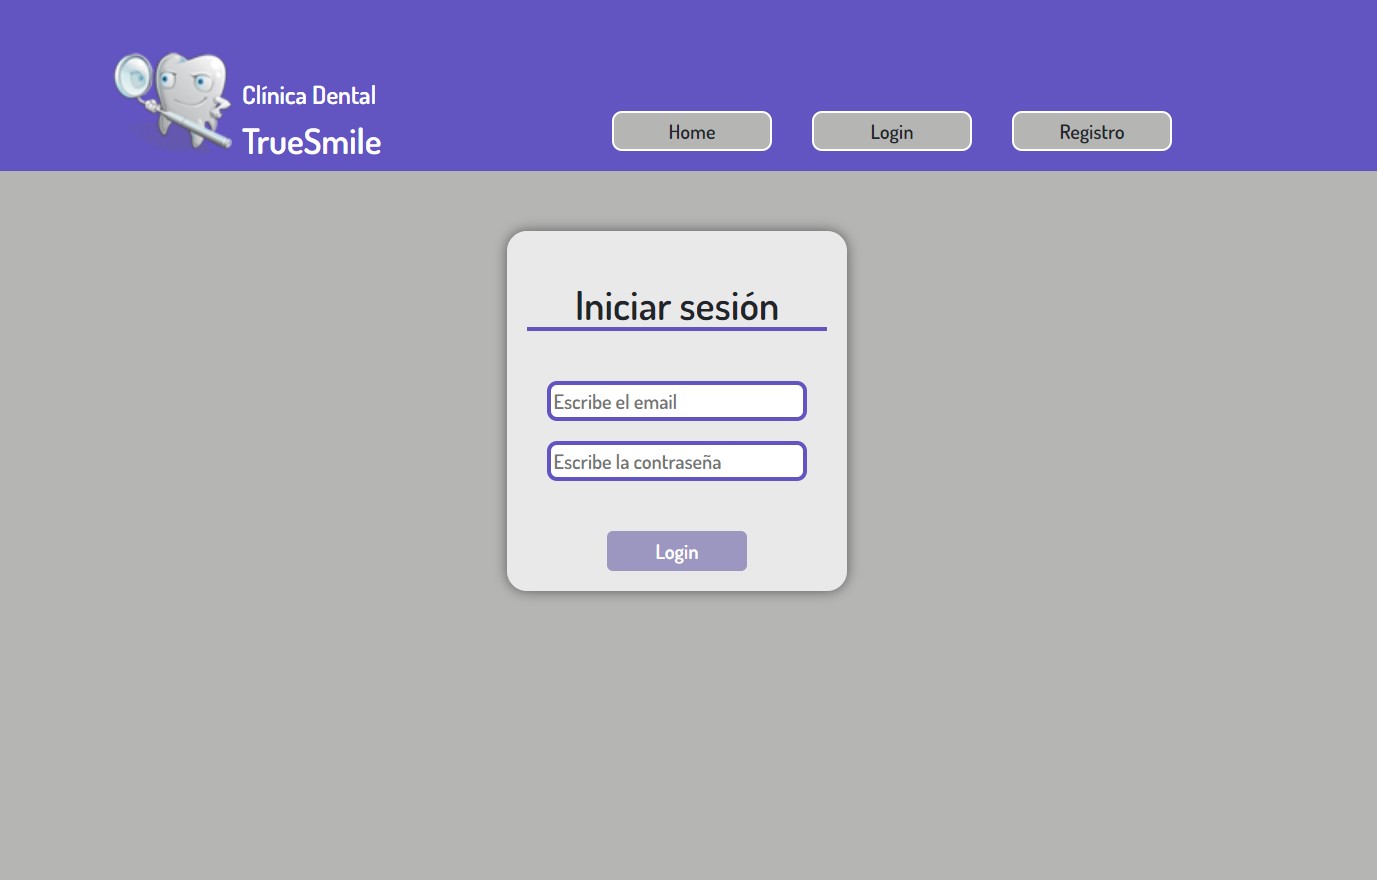 Clínica Dental
TrueSmile
Home
Login
Registro
Iniciar sesión
Escribe el email
Escribe la contraseña
Login